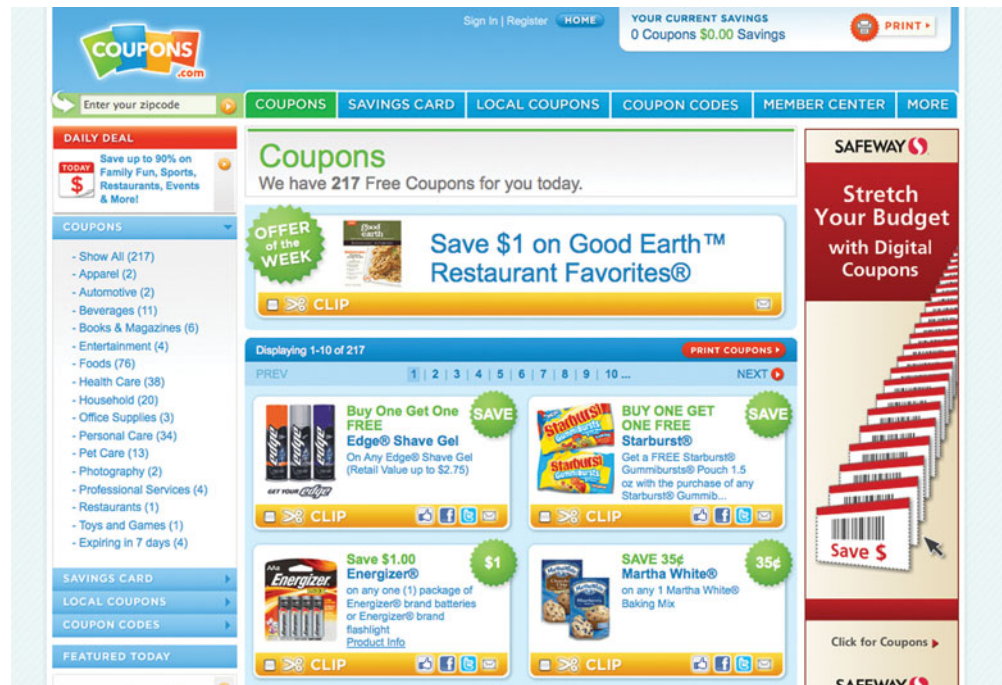 COUPONS
.com
Sign In | Register HOME
YOUR CURRENT SAVINGS
0 Coupons $0.00 Savings
PRINT
Enter your zipcode
COUPONS
SAVINGS CARD
LOCAL COUPONS
COUPON CODES
MEMBER CENTER
MORE
DAILY DEAL
TODAY
$
Save up to 90% on
Family Fun, Sports,
Restaurants, Events
& More!
COUPONS
- Show All (217)
- Apparel (2)
- Automotive (2)
- Beverages (11)
- Books & Magazines (6)
- Entertainment (4)
- Foods (76)
- Health Care (38)
- Household (20)
- Office Supplies (3)
- Personal Care (34)
- Pet Care (13)
- Photography (2)
- Professional Services (4)
- Restaurants (1)
- Toys and Games (1)
- Expiring in 7 days (4)
SAVINGS CARD
LOCAL COUPONS
COUPON CODES
FEATURED TODAY
Coupons
We have 217 Free Coupons for you today.
OFFER
of the
WEEK
good
earth
Save $1 on Good Earth™
Restaurant Favorites®
CLIP
Displaying 1-10 of 217
PRINT COUPONS
PREV
1 | 2 | 3 | 4 | 5 | 6 | 7 | 8 | 9 | 10 ...
NEXT
edge
edge
edge
GET YOUR edge
Buy One Get One
FREE
Edge® Shave Gel
On Any Edge® Shave Gel
(Retail Value up to $2.75)
SAVE
CLIP
Starburst
Gummibursts
Starburst
Gummibursts
BUY ONE GET
ONE FREE
Starburst®
Get a FREE Starburst®
Gummibursts® Pouch 1.5
oz with the purchase of any
Starburst® Gummib...
SAVE
CLIP
AA8
Energizer
Save $1.00
Energizer®
on any one (1) package of
Energizer® brand batteries
or Energizer® brand
flashlight
Product Info
$1
CLIP
Martha White
Martha White
SAVE 35¢
Martha White®
on any 1 Martha White®
Baking Mix
35¢
CLIP
SAFEWAY
Stretch
Your Budget
with Digital
Coupons
Save $
Click for Coupons
SAFEWAY